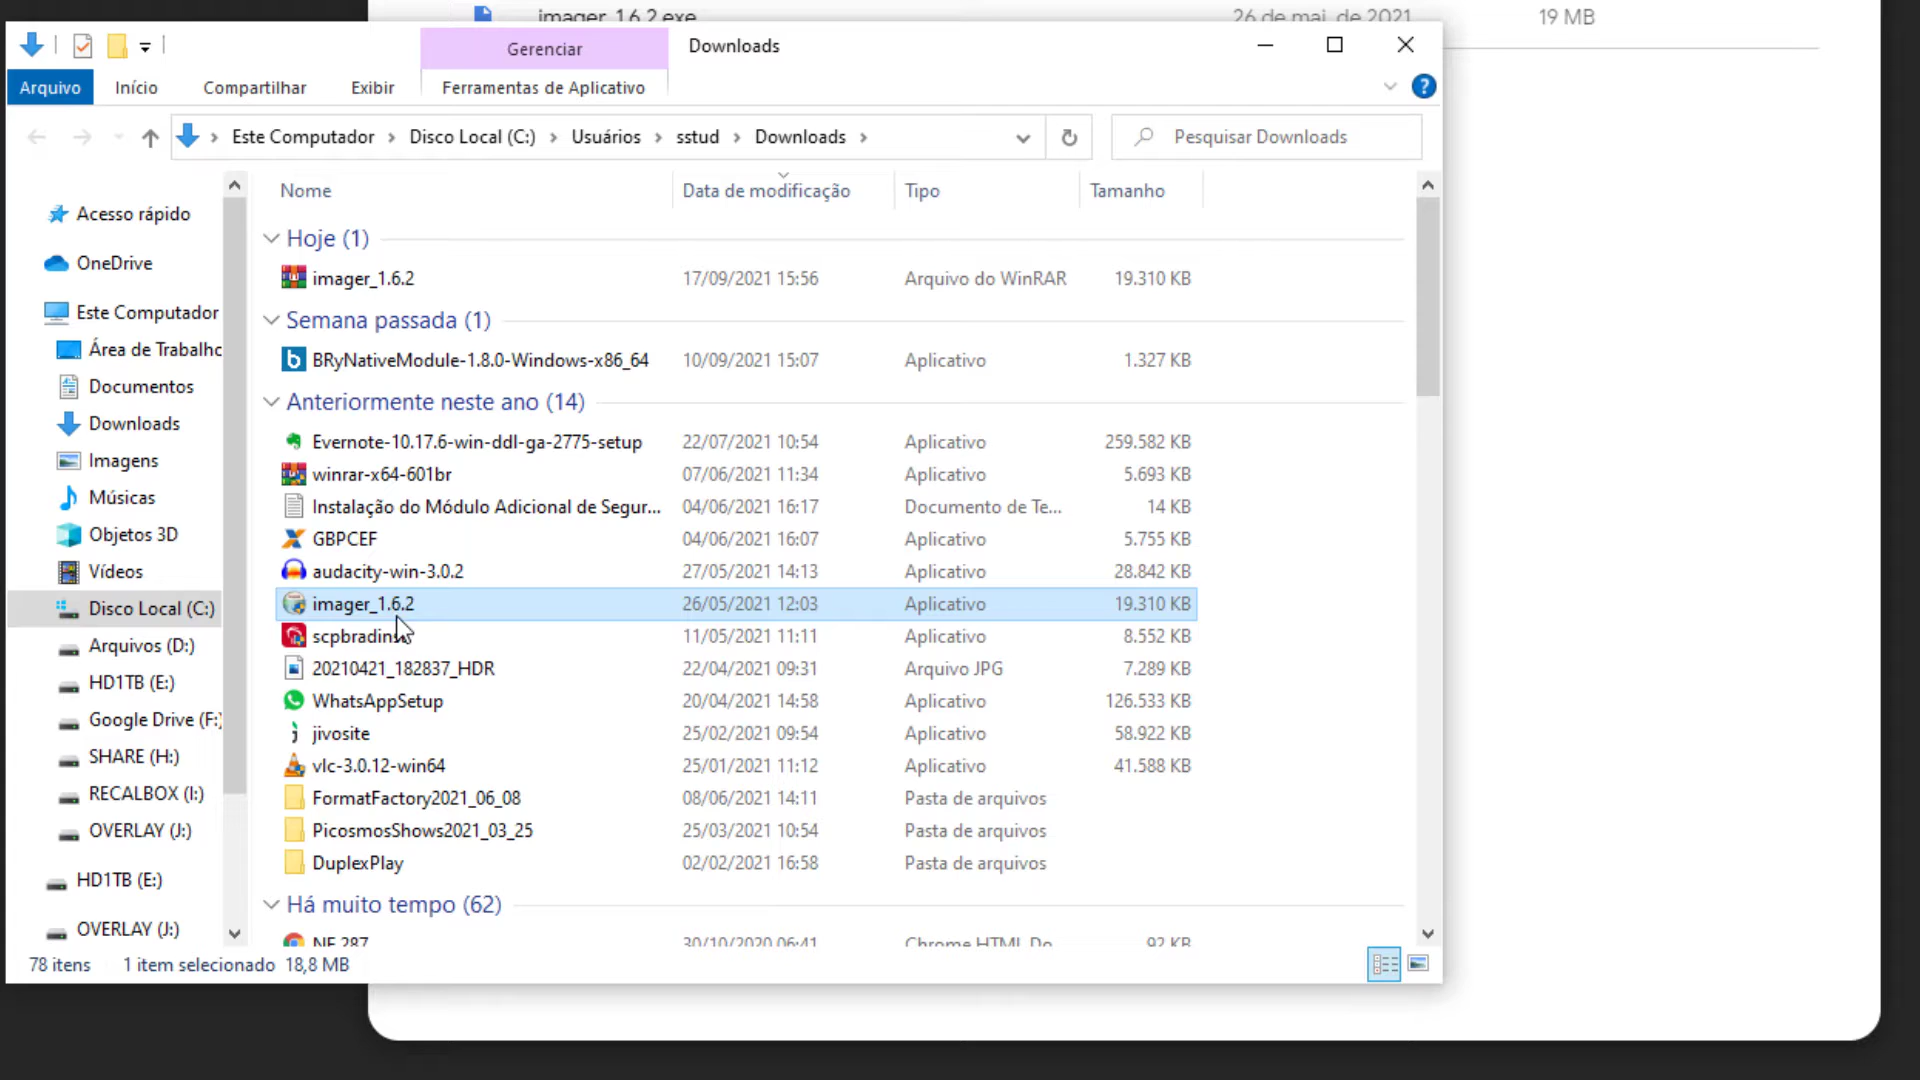 imager_1.6.2.exe 26 de mai. de 2021 19 MB
Gerenciar Downloads
Arquivo Início Compartilhar Exibir Ferramentas de Aplicativo
Este Computador Disco Local (C:) Usuários sstud Downloads Pesquisar Downloads
Nome Data de modificação Tipo Tamanho
Acesso rápido
OneDrive
Este Computador
Área de Trabalho
Documentos
Downloads
Imagens
Músicas
Objetos 3D
Vídeos
Disco Local (C:)
Arquivos (D:)
HD1TB (E:)
Google Drive (F:)
SHARE (H:)
RECALBOX (I:)
OVERLAY (J:)
HD1TB (E:)
OVERLAY (J:)
Hoje (1)
imager_1.6.2 17/09/2021 15:56 Arquivo do WinRAR 19.310 KB
Semana passada (1)
BRyNativeModule-1.8.0-Windows-x86_64 10/09/2021 15:07 Aplicativo 1.327 KB
Anteriormente neste ano (14)
Evernote-10.17.6-win-ddl-ga-2775-setup 22/07/2021 10:54 Aplicativo 259.582 KB
winrar-x64-601br 07/06/2021 11:34 Aplicativo 5.693 KB
Instalação do Módulo Adicional de Segur... 04/06/2021 16:17 Documento de Te... 14 KB
GBPCEF 04/06/2021 16:07 Aplicativo 5.755 KB
audacity-win-3.0.2 27/05/2021 14:13 Aplicativo 28.842 KB
imager_1.6.2 26/05/2021 12:03 Aplicativo 19.310 KB
11/05/2021 11:11 Aplicativo 8.552 KB
20210421_182837_HDR 22/04/2021 09:31 Arquivo JPG 7.289 KB
WhatsAppSetup 20/04/2021 14:58 Aplicativo 126.533 KB
jivosite 25/02/2021 09:54 Aplicativo 58.922 KB
vlc-3.0.12-win64 25/01/2021 11:12 Aplicativo 41.588 KB
FormatFactory2021_06_08 08/06/2021 14:11 Pasta de arquivos
PicosmosShows2021_03_25 25/03/2021 10:54 Pasta de arquivos
DuplexPlay 02/02/2021 16:58 Pasta de arquivos
Há muito tempo (62)
NF 287 30/10/2020 06:41 Chrome HTML Do 92 KB
78 itens 1 item selecionado 18,8 MB